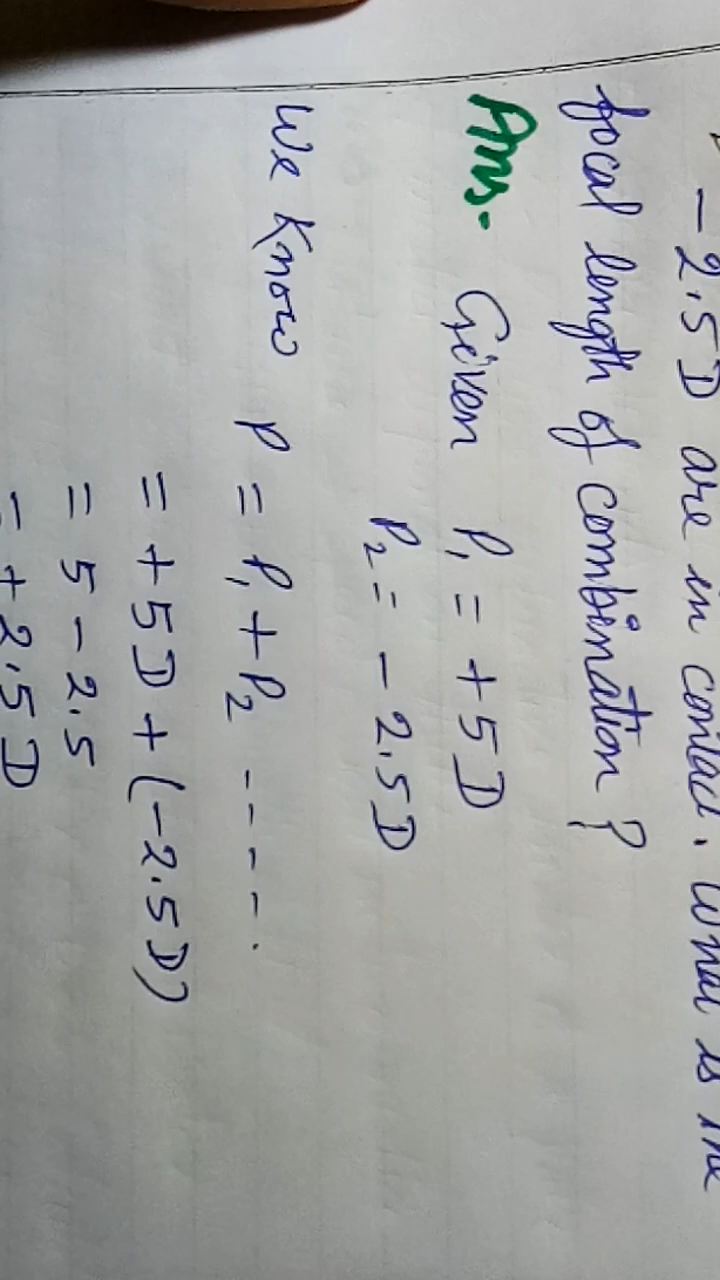 - 2.5D are in contact. What is the
focal length of combination?
Ans. Given P₁ = +5D
P₂ = - 2.5D
We know P = P₁ + P₂ -----.
= +5D + (-2.5D)
= 5 - 2.5
= +2.5D